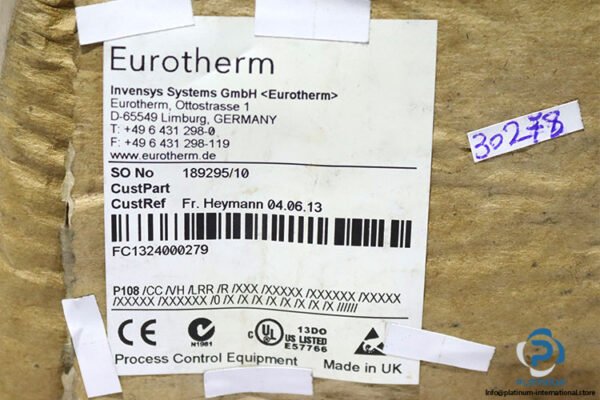 Eurotherm
Invensys Systems GmbH <Eurotherm>
Eurotherm, Ottostrasse 1
D-65549 Limburg, GERMANY
T: +49 6 431 298-0
F: +49 6 431 298-119
www.eurotherm.de
SO No 189295/10
CustPart
CustRef Fr. Heymann 04.06.13
FC1324000279
P108 /CC /VH /LRR /R /XXX /XXXXX /XXXXXX /XXXXX
/XXXXX /XXXXXX /0 /X /X /X /X /X /X /X /X //////
CE
N1981
C UL US LISTED
13DO
E57766
Process Control Equipment Made in UK
30278
PLATINUM
Info@platinum-international.store